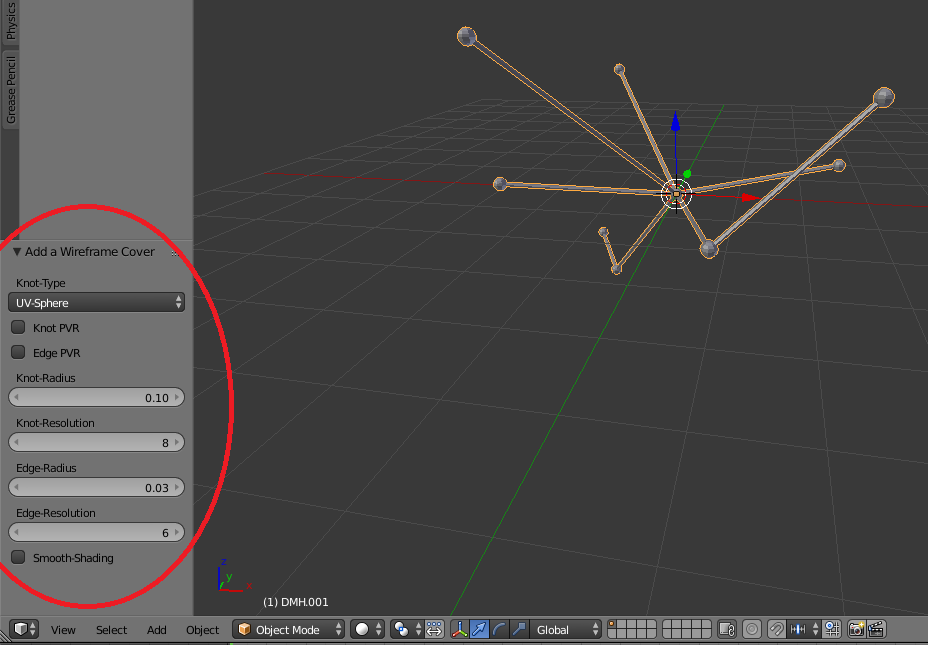 Physics
Grease Pencil
Add a Wireframe Cover
Knot-Type
UV-Sphere
Knot PVR
Edge PVR
Knot-Radius
0.10
Knot-Resolution
8
Edge-Radius
0.03
Edge-Resolution
6
Smooth-Shading
z
y
(1) DMH.001
View Select Add Object Object Mode Global